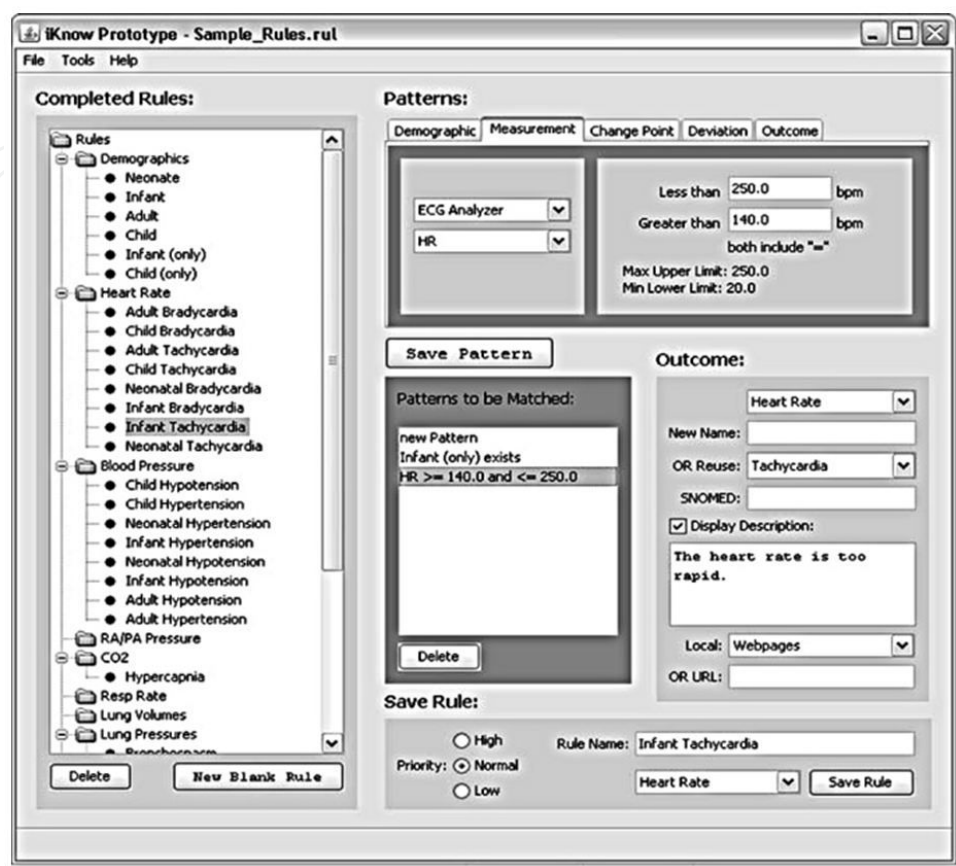 iKnow Prototype - Sample_Rules.rul
File Tools Help
Completed Rules:
Rules
Demographics
Neonate
Infant
Adult
Child
Infant (only)
Child (only)
Heart Rate
Adult Bradycardia
Child Bradycardia
Adult Tachycardia
Child Tachycardia
Neonatal Bradycardia
Infant Bradycardia
Infant Tachycardia
Neonatal Tachycardia
Blood Pressure
Child Hypotension
Child Hypertension
Neonatal Hypertension
Infant Hypertension
Neonatal Hypotension
Infant Hypotension
Adult Hypotension
Adult Hypertension
RA/PA Pressure
CO2
Hypercapnia
Resp Rate
Lung Volumes
Lung Pressures
Delete
New Blank Rule
Patterns:
Demographic Measurement Change Point Deviation Outcome
ECG Analyzer
HR
Less than 250.0 bpm
Greater than 140.0 bpm
both include "="
Max Upper Limit: 250.0
Min Lower Limit: 20.0
Save Pattern
Patterns to be Matched:
new Pattern
Infant (only) exists
HR >= 140.0 and <= 250.0
Delete
Outcome:
Heart Rate
New Name:
OR Reuse: Tachycardia
SNOMED:
Display Description:
The heart rate is too
rapid.
Local: Webpages
OR URL:
Save Rule:
Priority:
High
Normal
Low
Rule Name: Infant Tachycardia
Heart Rate
Save Rule